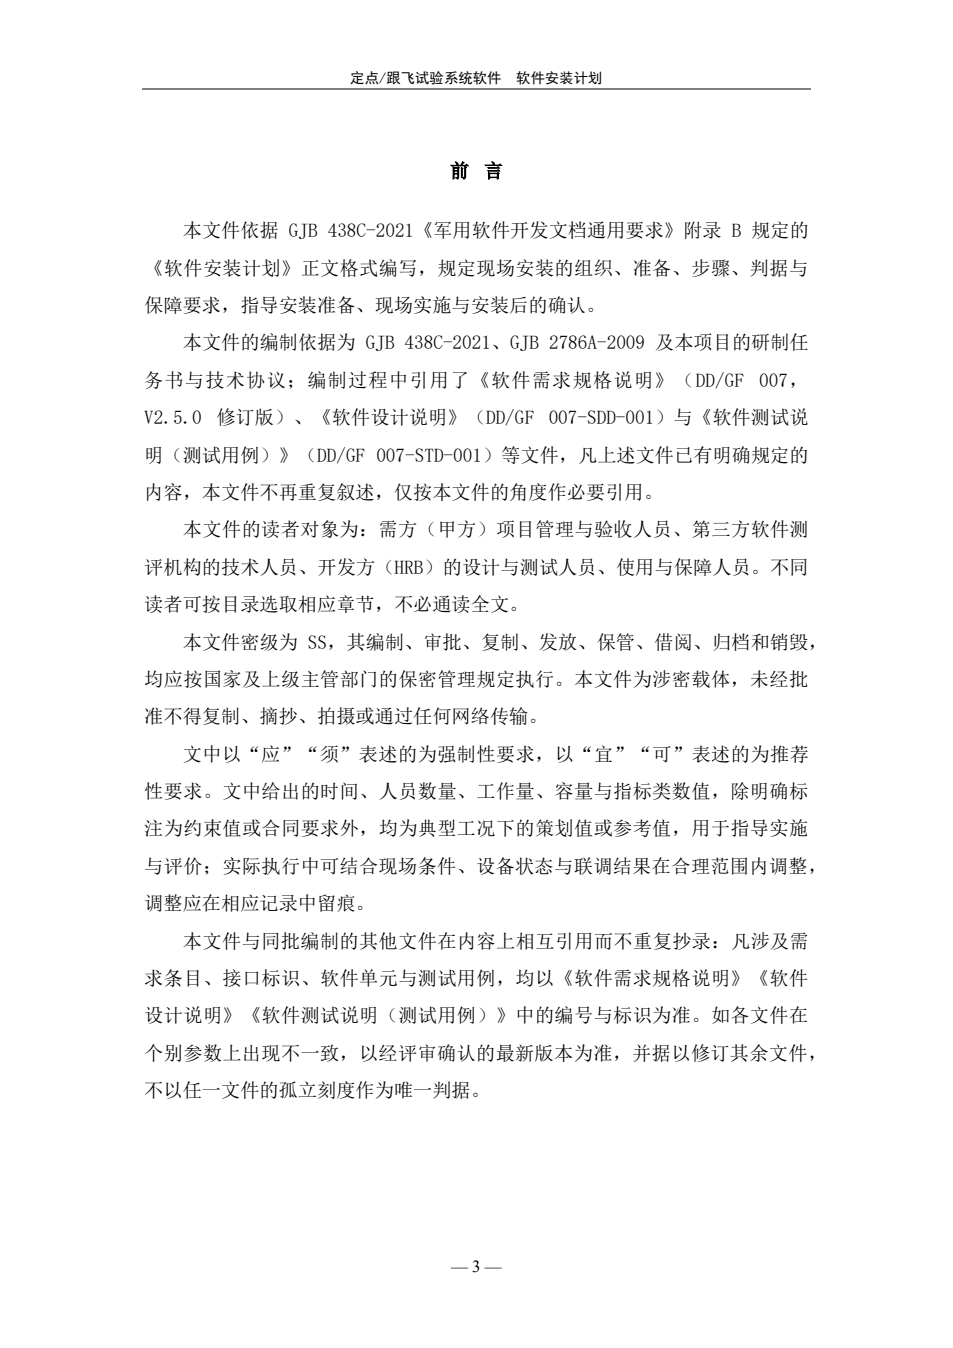 定点/跟飞试验系统软件　软件安装计划
前 言
本文件依据 GJB 438C-2021《军用软件开发文档通用要求》附录 B 规定的
《软件安装计划》正文格式编写，规定现场安装的组织、准备、步骤、判据与
保障要求，指导安装准备、现场实施与安装后的确认。
本文件的编制依据为 GJB 438C-2021、GJB 2786A-2009 及本项目的研制任
务书与技术协议；编制过程中引用了《软件需求规格说明》（DD/GF 007，
V2.5.0 修订版）、《软件设计说明》（DD/GF 007-SDD-001）与《软件测试说
明（测试用例）》（DD/GF 007-STD-001）等文件，凡上述文件已有明确规定的
内容，本文件不再重复叙述，仅按本文件的角度作必要引用。
本文件的读者对象为：需方（甲方）项目管理与验收人员、第三方软件测
评机构的技术人员、开发方（HRB）的设计与测试人员、使用与保障人员。不同
读者可按目录选取相应章节，不必通读全文。
本文件密级为 SS，其编制、审批、复制、发放、保管、借阅、归档和销毁，
均应按国家及上级主管部门的保密管理规定执行。本文件为涉密载体，未经批
准不得复制、摘抄、拍摄或通过任何网络传输。
文中以“应”“须”表述的为强制性要求，以“宜”“可”表述的为推荐
性要求。文中给出的时间、人员数量、工作量、容量与指标类数值，除明确标
注为约束值或合同要求外，均为典型工况下的策划值或参考值，用于指导实施
与评价；实际执行中可结合现场条件、设备状态与联调结果在合理范围内调整，
调整应在相应记录中留痕。
本文件与同批编制的其他文件在内容上相互引用而不重复抄录：凡涉及需
求条目、接口标识、软件单元与测试用例，均以《软件需求规格说明》《软件
设计说明》《软件测试说明（测试用例）》中的编号与标识为准。如各文件在
个别参数上出现不一致，以经评审确认的最新版本为准，并据以修订其余文件，
不以任一文件的孤立刻度作为唯一判据。
— 3 —